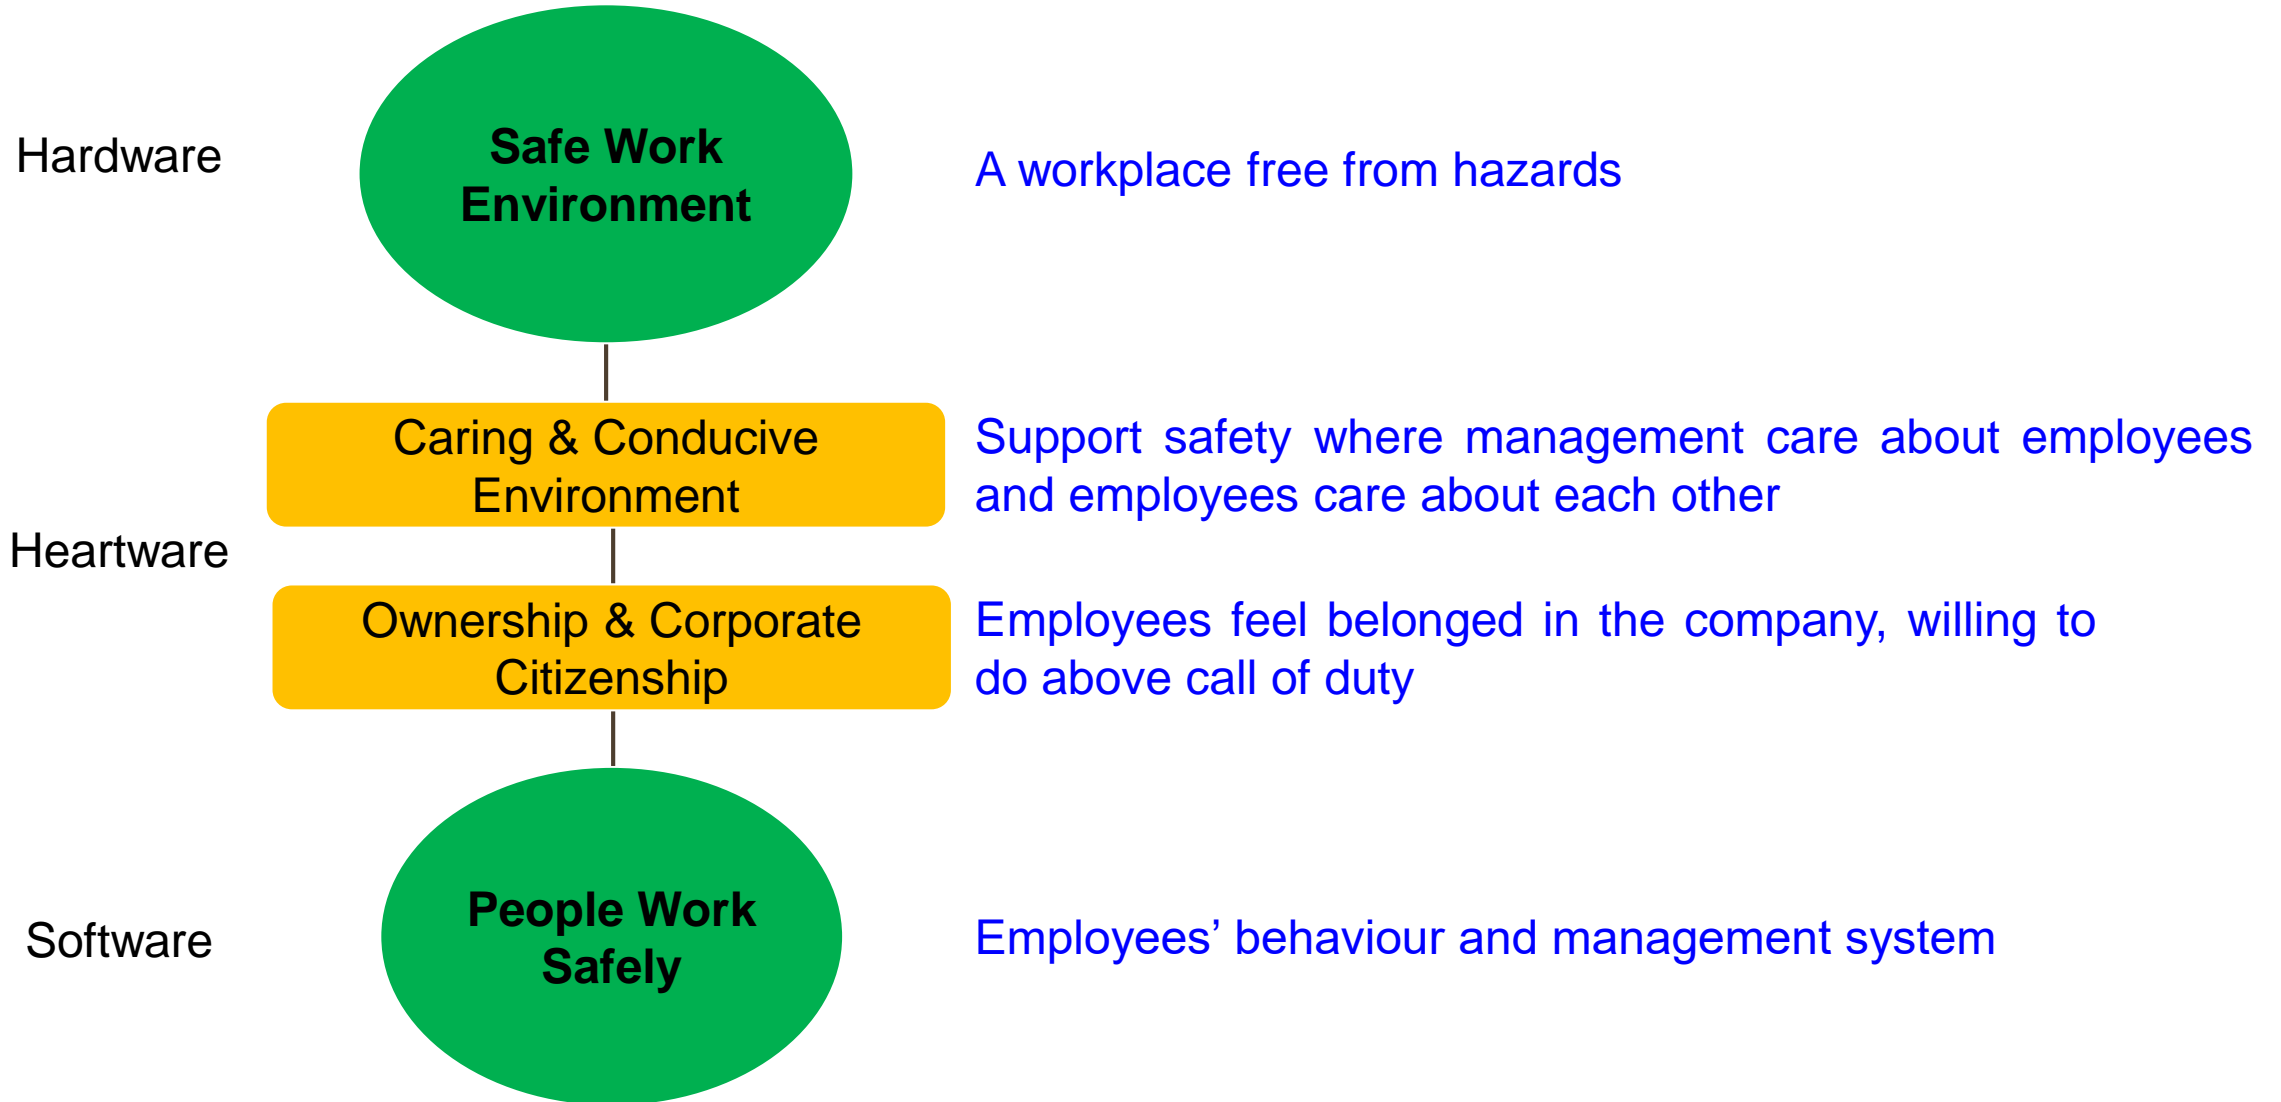 Hardware
Safe Work
Environment
A workplace free from hazards
Caring & Conducive
Environment
Support safety where management care about employees
and employees care about each other
Heartware
Ownership & Corporate
Citizenship
Employees feel belonged in the company, willing to
do above call of duty
Software
People Work
Safely
Employees’ behaviour and management system